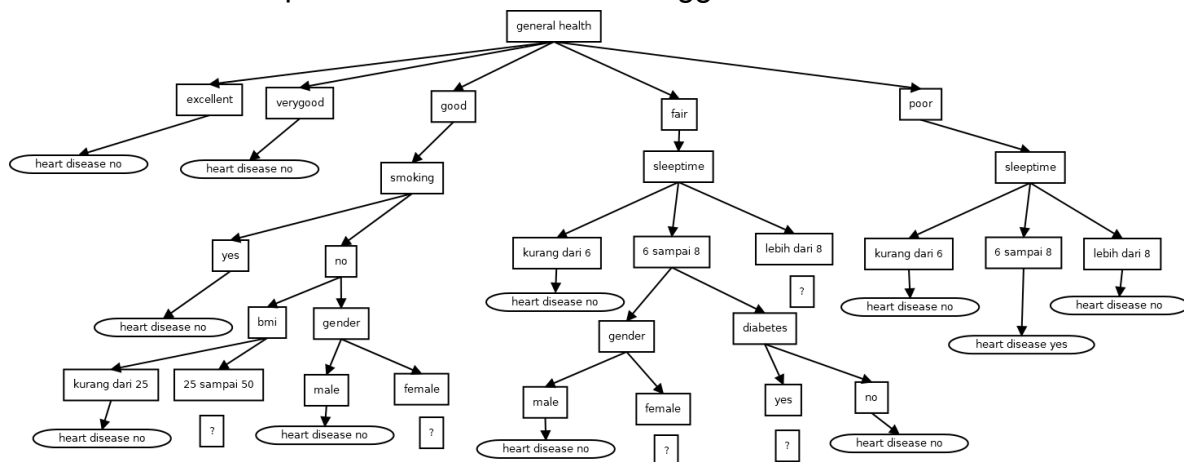 general health
excellent
verygood
good
fair
poor
heart disease no
heart disease no
smoking
sleeptime
sleeptime
yes
no
kurang dari 6
6 sampai 8
lebih dari 8
kurang dari 6
6 sampai 8
lebih dari 8
heart disease no
?
heart disease no
heart disease no
heart disease no
bmi
gender
gender
diabetes
heart disease yes
kurang dari 25
25 sampai 50
male
female
male
female
yes
no
heart disease no
?
heart disease no
?
heart disease no
?
?
heart disease no